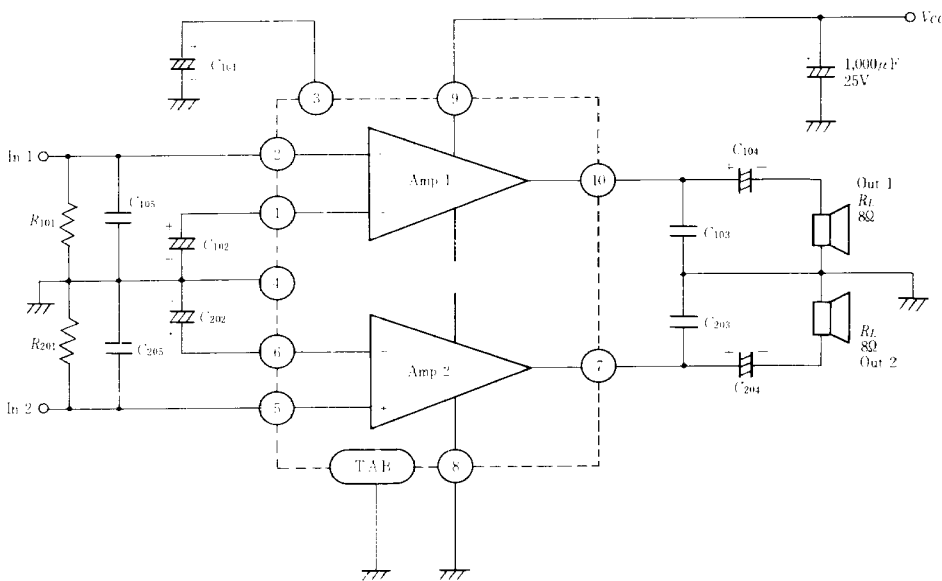 Vcc
C101
1,000μF
25V
3
9
In 1
2
C104
+ −
Amp 1
10
Out 1
RL
8Ω
R101
C105
1
C102
C103
4
C202
R201
C205
6
C203
Amp 2
7
RL
8Ω
Out 2
+ −
C204
In 2
5
+
TAB
8